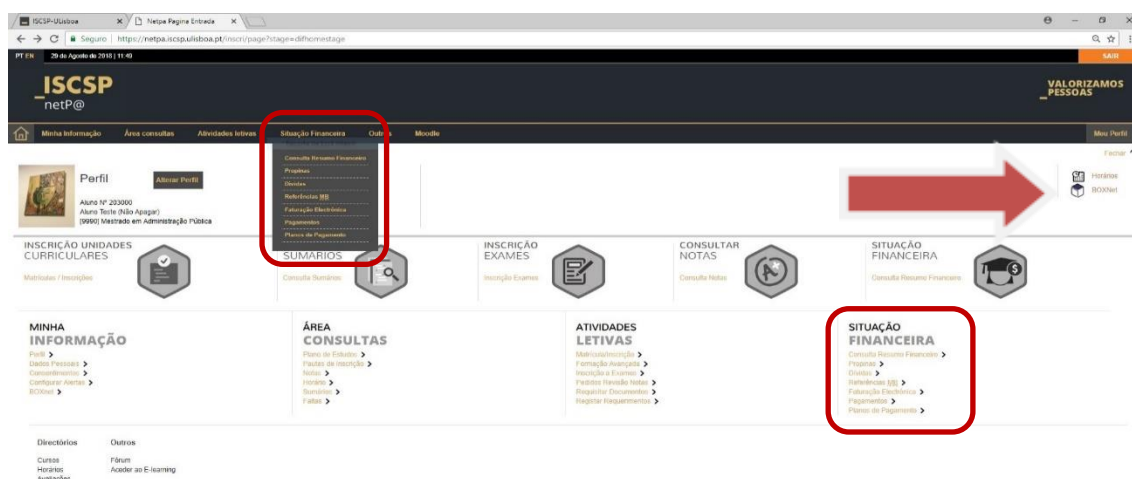 ISCSP-ULisboa
Netpa Pagina Entrada
Seguro https://netpa.iscsp.ulisboa.pt/inscri/page?stage=difhomestage
PT EN 29 de Agosto de 2018 | 11:49
SAIR
_ISCSP
netP@
VALORIZAMOS
_PESSOAS
Minha Informação Área consultas Atividades letivas Situação Financeira Outros Moodle Meu Perfil
Fechar
Consulta Resumo Financeiro
Propinas
Dívidas
Referências MB
Faturação Electrónica
Pagamentos
Planos de Pagamento
Perfil
Alterar Perfil
Aluno Nº 203000
Aluno Teste (Não Apagar)
[9990] Mestrado em Administração Pública
Horários
BOXNet
INSCRIÇÃO UNIDADES
CURRICULARES
Matrículas / Inscrições
SUMÁRIOS
Consulta Sumários
INSCRIÇÃO
EXAMES
Inscrição Exames
CONSULTAR
NOTAS
Consulta Notas
SITUAÇÃO
FINANCEIRA
Consulta Resumo Financeiro
MINHA
INFORMAÇÃO
Perfil
Dados Pessoais
Consentimentos
Configurar Alertas
BOXnet
ÁREA
CONSULTAS
Plano de Estudos
Pautas de Inscrição
Notas
Horário
Sumários
Faltas
ATIVIDADES
LETIVAS
Matrícula/Inscrição
Formação Avançada
Inscrição a Exames
Pedidos Revisão Notas
Requisitar Documentos
Registar Requerimentos
SITUAÇÃO
FINANCEIRA
Consulta Resumo Financeiro
Propinas
Dívidas
Referências MB
Faturação Electrónica
Pagamentos
Planos de Pagamento
Directórios
Cursos
Horários
Avaliações
Outros
Fórum
Aceder ao E-learning